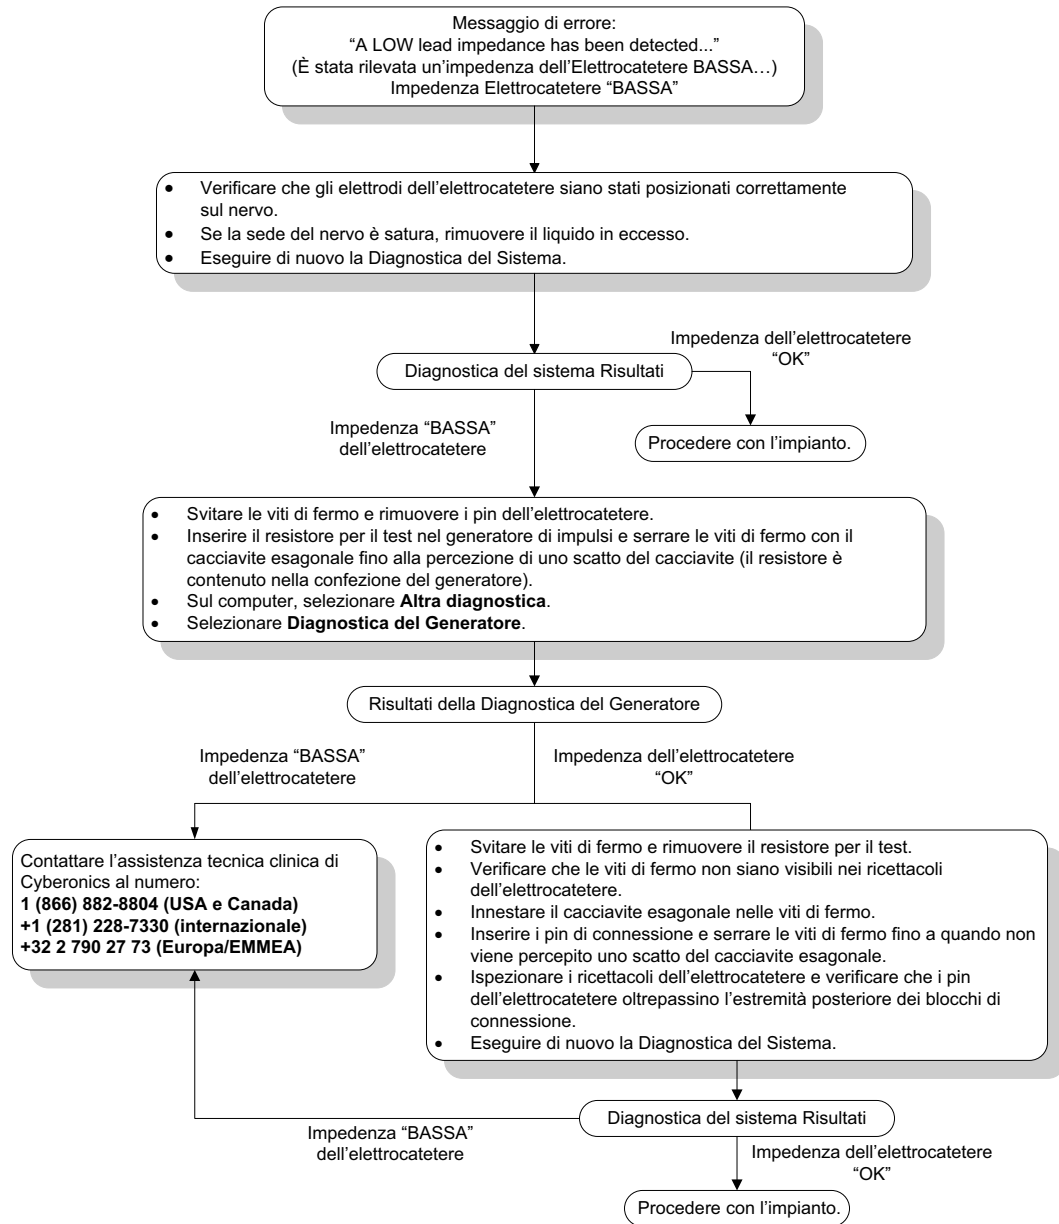 Messaggio di errore:
“A LOW lead impedance has been detected...”
(È stata rilevata un’impedenza dell’Elettrocatetere BASSA…)
Impedenza Elettrocatetere “BASSA”
• Verificare che gli elettrodi dell’elettrocatetere siano stati posizionati correttamente
sul nervo.
• Se la sede del nervo è satura, rimuovere il liquido in eccesso.
• Eseguire di nuovo la Diagnostica del Sistema.
Impedenza dell’elettrocatetere
“OK”
Diagnostica del sistema Risultati
Impedenza “BASSA”
dell’elettrocatetere
Procedere con l’impianto.
• Svitare le viti di fermo e rimuovere i pin dell’elettrocatetere.
• Inserire il resistore per il test nel generatore di impulsi e serrare le viti di fermo con il
cacciavite esagonale fino alla percezione di uno scatto del cacciavite (il resistore è
contenuto nella confezione del generatore).
• Sul computer, selezionare Altra diagnostica.
• Selezionare Diagnostica del Generatore.
Risultati della Diagnostica del Generatore
Impedenza “BASSA”
dell’elettrocatetere
Impedenza dell’elettrocatetere
“OK”
Contattare l’assistenza tecnica clinica di
Cyberonics al numero:
1 (866) 882-8804 (USA e Canada)
+1 (281) 228-7330 (internazionale)
+32 2 790 27 73 (Europa/EMMEA)
• Svitare le viti di fermo e rimuovere il resistore per il test.
• Verificare che le viti di fermo non siano visibili nei ricettacoli
dell’elettrocatetere.
• Innestare il cacciavite esagonale nelle viti di fermo.
• Inserire i pin di connessione e serrare le viti di fermo fino a quando non
viene percepito uno scatto del cacciavite esagonale.
• Ispezionare i ricettacoli dell’elettrocatetere e verificare che i pin
dell’elettrocatetere oltrepassino l’estremità posteriore dei blocchi di
connessione.
• Eseguire di nuovo la Diagnostica del Sistema.
Diagnostica del sistema Risultati
Impedenza “BASSA”
dell’elettrocatetere
Impedenza dell’elettrocatetere
“OK”
Procedere con l’impianto.